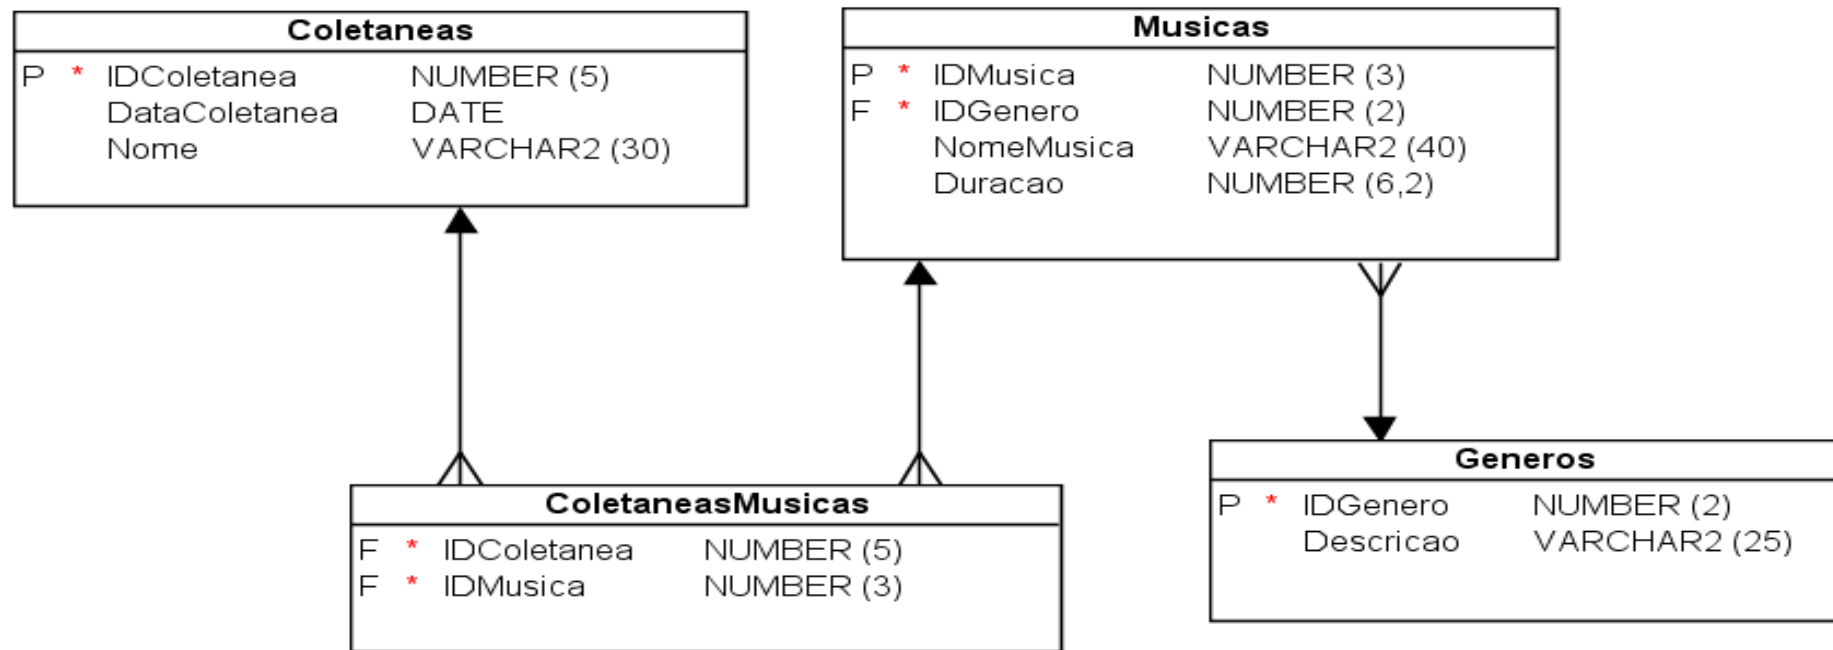 Coletaneas
P * IDColetanea NUMBER (5)
DataColetanea DATE
Nome VARCHAR2 (30)
Musicas
P * IDMusica NUMBER (3)
F * IDGenero NUMBER (2)
NomeMusica VARCHAR2 (40)
Duracao NUMBER (6,2)
ColetaneasMusicas
F * IDColetanea NUMBER (5)
F * IDMusica NUMBER (3)
Generos
P * IDGenero NUMBER (2)
Descricao VARCHAR2 (25)